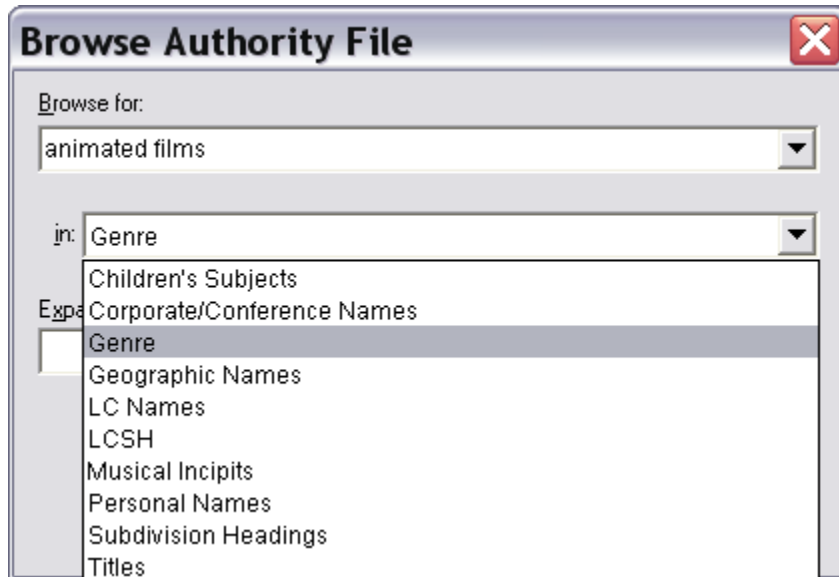 Browse Authority File
Browse for:
animated films
in: Genre
Children's Subjects
Corporate/Conference Names
Genre
Geographic Names
LC Names
LCSH
Musical Incipits
Personal Names
Subdivision Headings
Titles